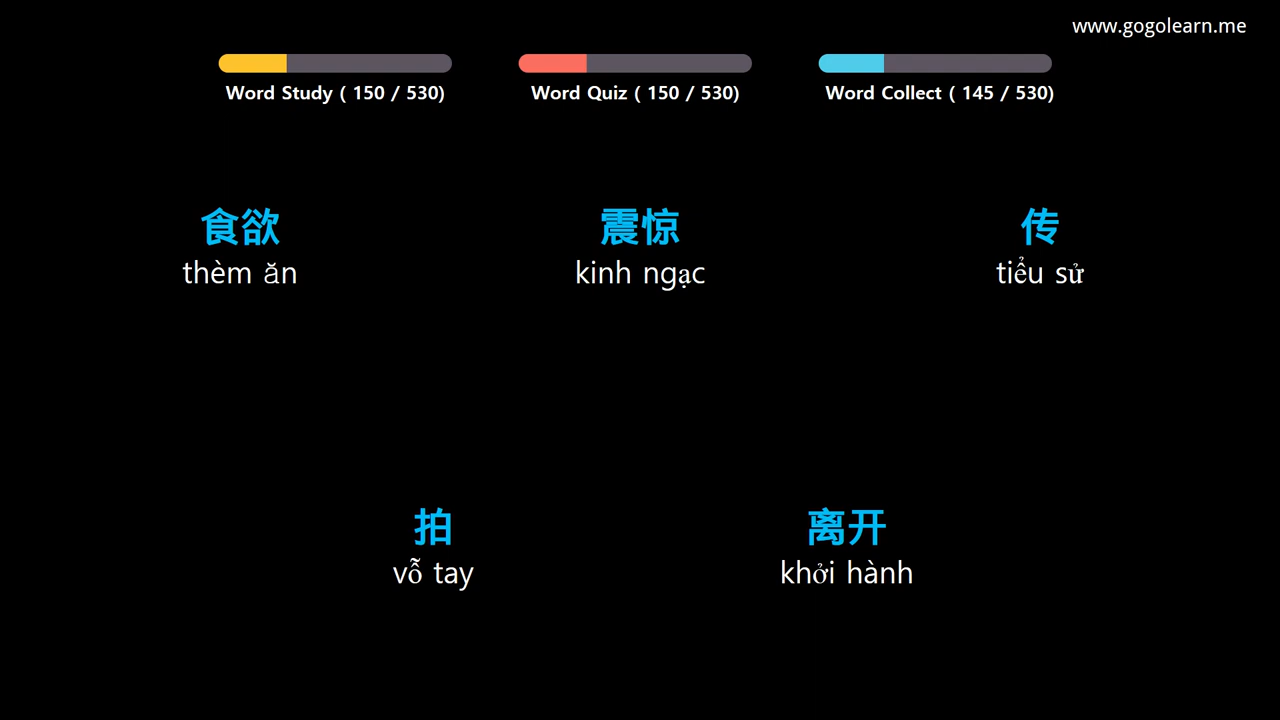 www.gogolearn.me
Word Study ( 150 / 530)
Word Quiz ( 150 / 530)
Word Collect ( 145 / 530)
食欲
thèm ăn
震惊
kinh ngạc
传
tiểu sử
拍
vỗ tay
离开
khởi hành